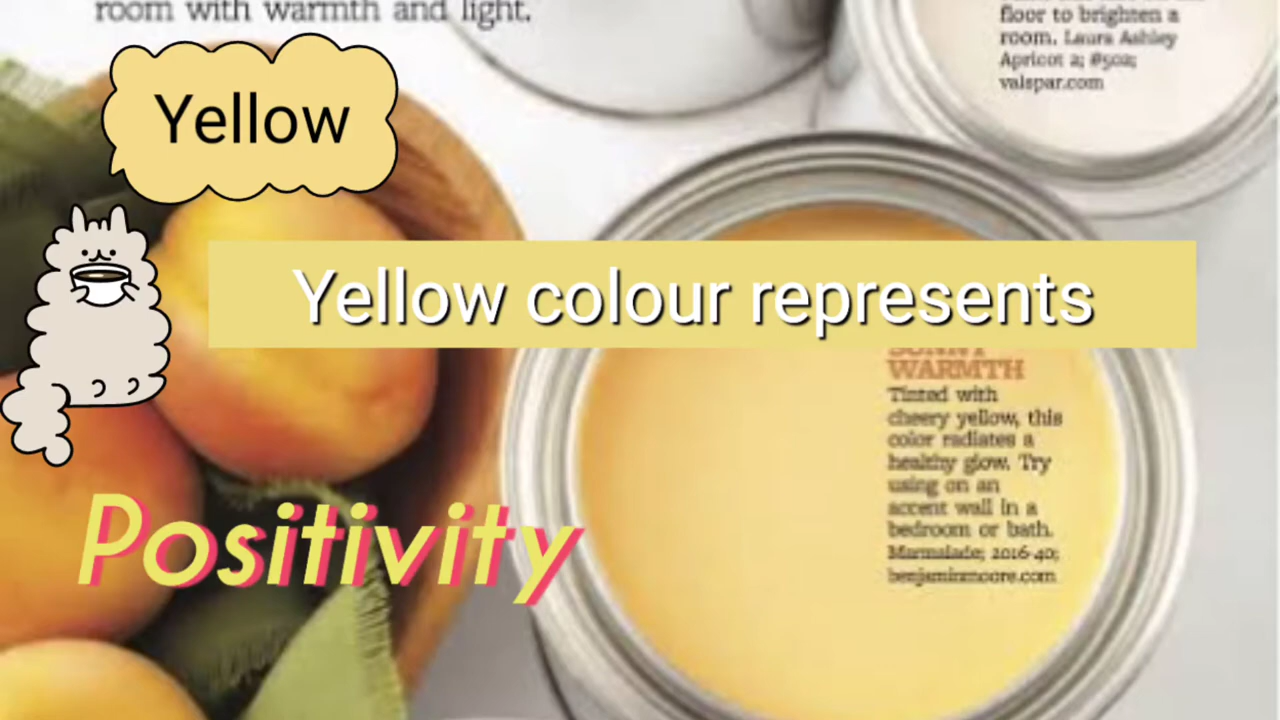 room with warmth and light.
floor to brighten a
room. Laura Ashley
Apricot 2; #502;
valspar.com
Yellow
Yellow colour represents
SUNNY
WARMTH
Tinted with
cheery yellow, this
color radiates a
healthy glow. Try
using on an
accent wall in a
bedroom or bath.
Marmalade; 2016-40;
benjaminmoore.com
Positivity